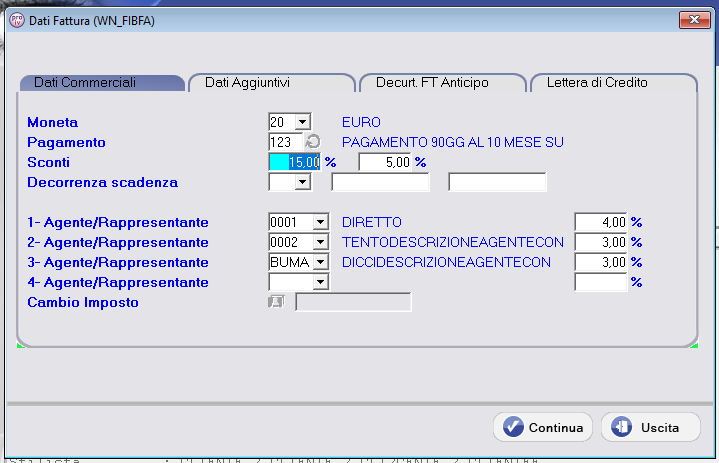 Dati Fattura (WN_FIBFA)
Dati Commerciali Dati Aggiuntivi Decurt. FT Anticipo Lettera di Credito
Moneta 20 EURO
Pagamento 123 PAGAMENTO 90GG AL 10 MESE SU
Sconti 15,00 % 5,00 %
Decorrenza scadenza
1- Agente/Rappresentante 0001 DIRETTO 4,00 %
2- Agente/Rappresentante 0002 TENTODESCRIZIONEAGENTECON 3,00 %
3- Agente/Rappresentante BUMA DICCIDESCRIZIONEAGENTECON 3,00 %
4- Agente/Rappresentante %
Cambio Imposto
Continua Uscita